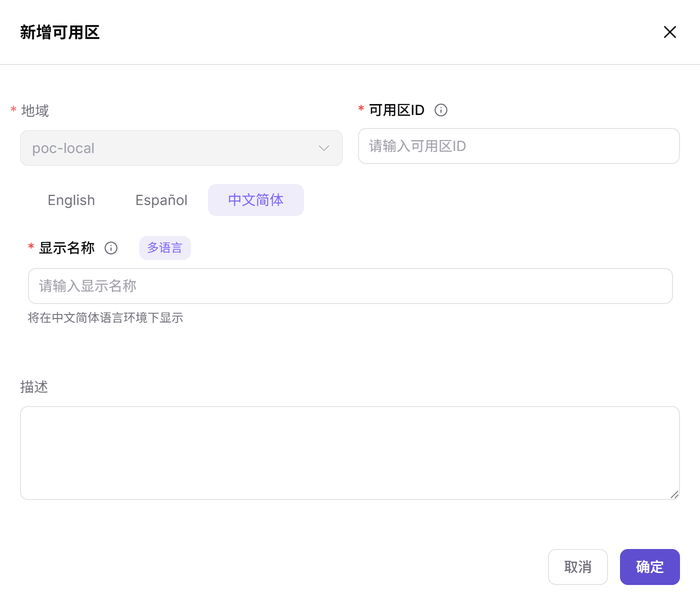 新增可用区
* 地域
* 可用区ID
poc-local
请输入可用区ID
English
Español
中文简体
* 显示名称
多语言
请输入显示名称
将在中文简体语言环境下显示
描述
取消
确定